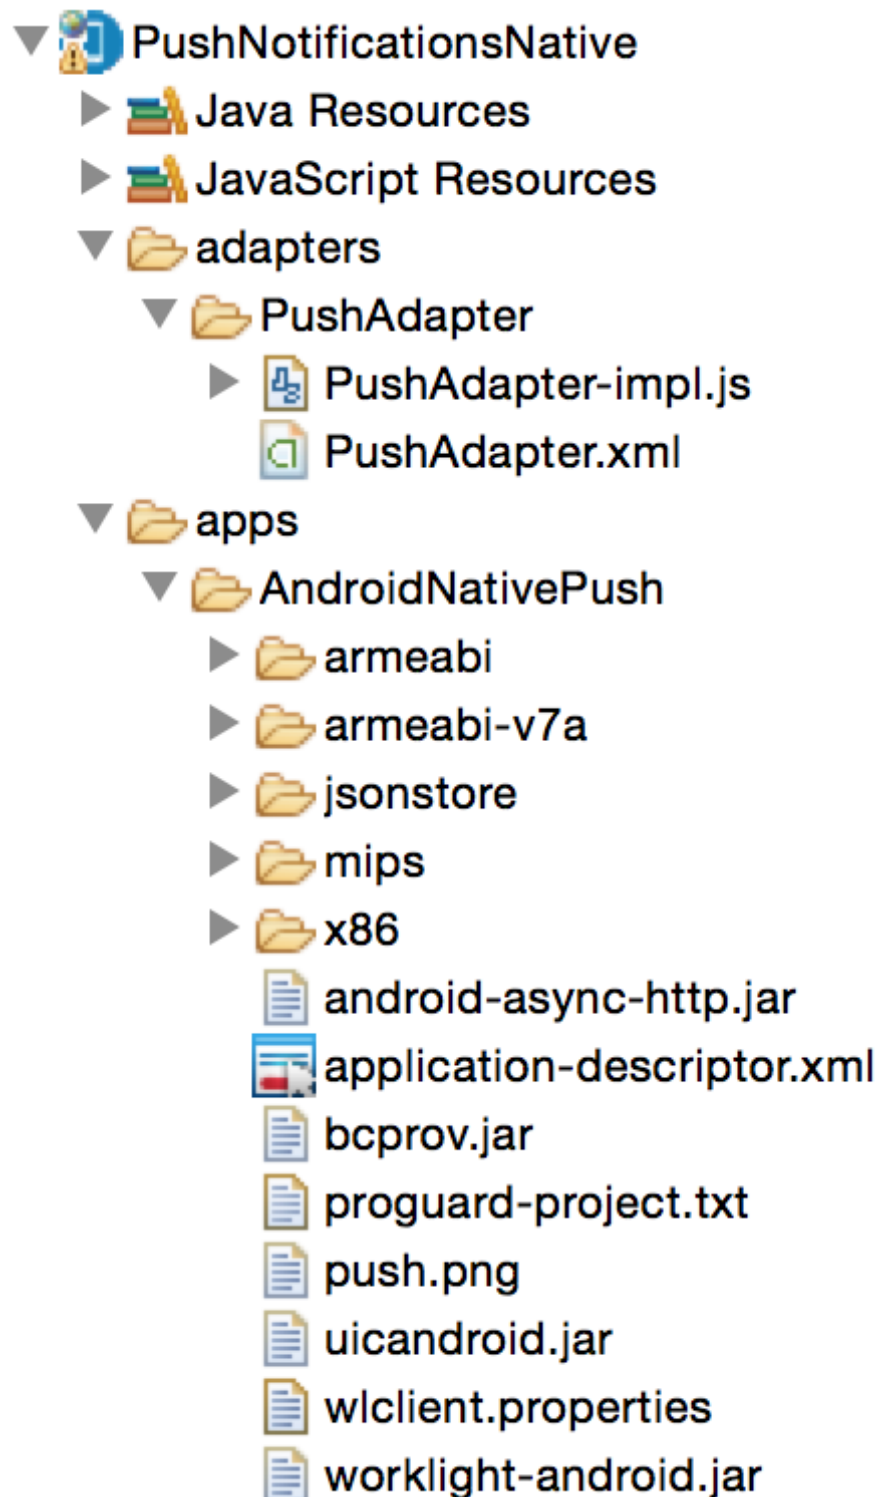 PushNotificationsNative
Java Resources
JavaScript Resources
adapters
PushAdapter
PushAdapter-impl.js
PushAdapter.xml
apps
AndroidNativePush
armeabi
armeabi-v7a
jsonstore
mips
x86
android-async-http.jar
application-descriptor.xml
bcprov.jar
proguard-project.txt
push.png
uicandroid.jar
wlclient.properties
worklight-android.jar